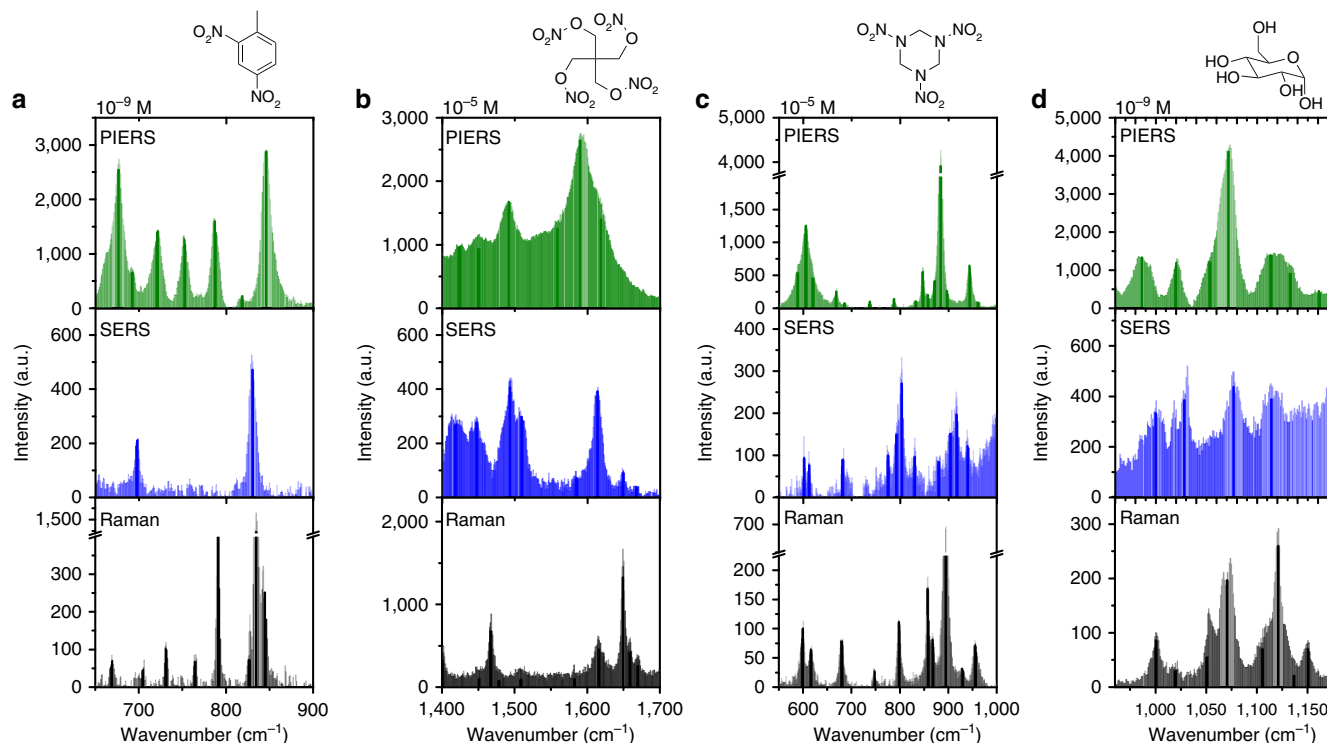 a
O₂N
NO₂
10⁻⁹ M
PIERS
3,000
2,000
1,000
0
SERS
600
400
200
0
Raman
1,500
300
200
100
0
700 800 900
Wavenumber (cm⁻¹)
Intensity (a.u.)
b
O₂N
O
NO₂
O
O
NO₂
O
NO₂
10⁻⁵ M
PIERS
3,000
2,000
1,000
0
SERS
600
400
200
0
Raman
2,000
1,000
0
1,400 1,500 1,600 1,700
Wavenumber (cm⁻¹)
Intensity (a.u.)
c
O₂N
N
N
NO₂
N
NO₂
10⁻⁵ M
PIERS
5,000
4,000
1,500
1,000
500
0
SERS
400
300
200
100
0
Raman
700
200
150
100
50
0
600 700 800 900 1,000
Wavenumber (cm⁻¹)
Intensity (a.u.)
d
OH
HO
O
HO
OH
OH
10⁻⁹ M
PIERS
5,000
4,000
3,000
2,000
1,000
0
SERS
600
400
200
0
Raman
300
200
100
0
1,000 1,050 1,100 1,150
Wavenumber (cm⁻¹)
Intensity (a.u.)